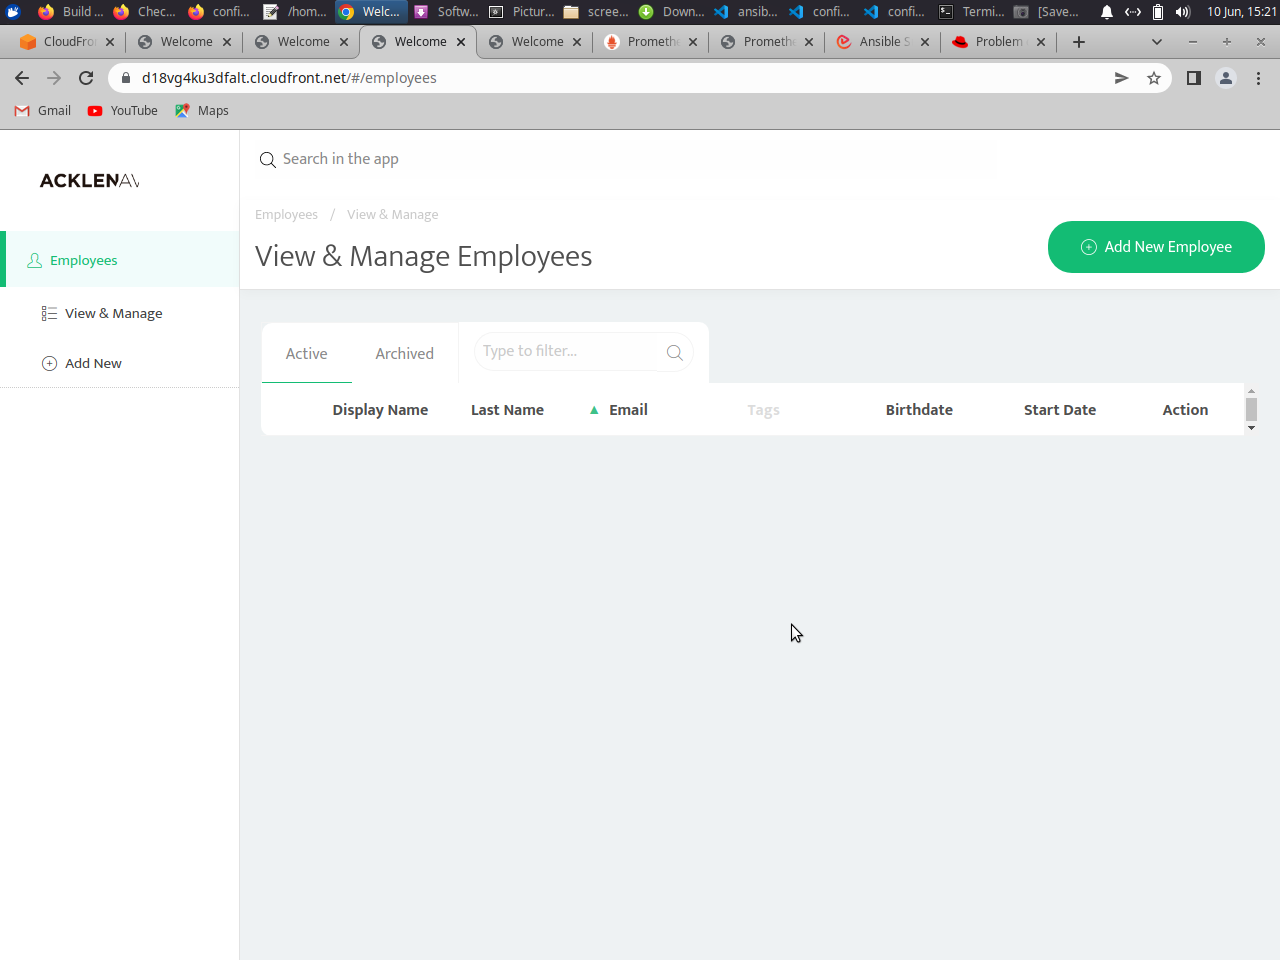 Build ... Chec... confi... /hom... Welc... Softw... Pictur... scree... Down... ansib... confi... confi... Termi... [Save... 10 Jun, 15:21
CloudFro Welcome Welcome Welcome Welcome Promethe Promethe Ansible S Problem
d18vg4ku3dfalt.cloudfront.net/#/employees
Gmail YouTube Maps
ACKLENAV
Search in the app
Employees / View & Manage
View & Manage Employees
Add New Employee
Employees
View & Manage
Add New
Active Archived Type to filter...
Display Name Last Name ▲ Email Tags Birthdate Start Date Action